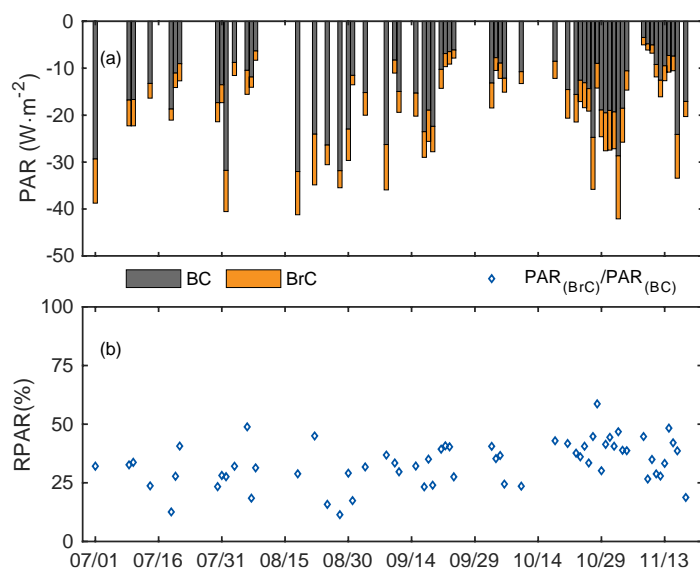 0
-10
-20
-30
-40
-50
PAR (W·m-2)
(a)
BC
BrC
PAR(BrC)/PAR(BC)
100
75
50
25
0
RPAR(%)
(b)
07/01 07/16 07/31 08/15 08/30 09/14 09/29 10/14 10/29 11/13